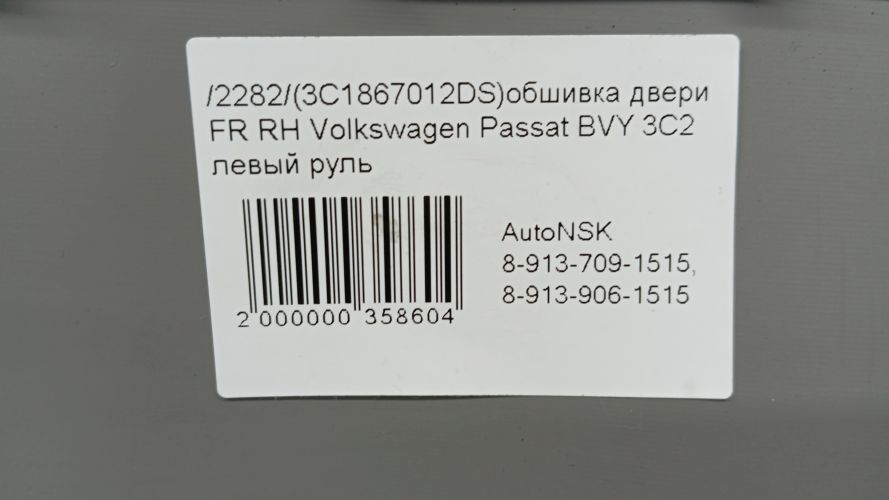 /2282/(3C1867012DS)обшивка двери
FR RH Volkswagen Passat BVY 3C2
левый руль
AutoNSK
8-913-709-1515,
8-913-906-1515
2 000000 358604